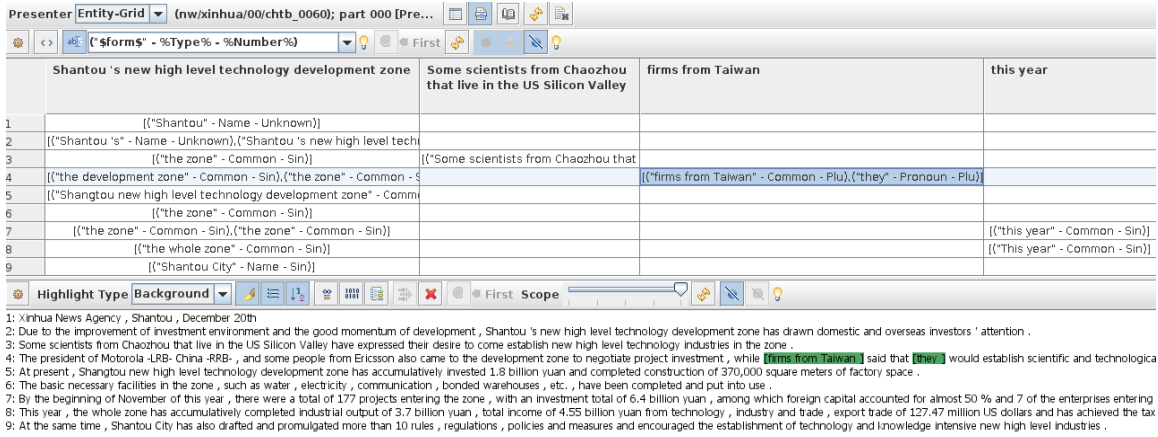 Presenter Entity-Grid (nw/xinhua/00/chtb_0060); part 000 [Pre...
("$form$" - %Type% - %Number%) First
Shantou 's new high level technology development zone Some scientists from Chaozhou that live in the US Silicon Valley firms from Taiwan this year
1 [("Shantou" - Name - Unknown)]
2 [("Shantou 's" - Name - Unknown),("Shantou 's new high level tech
3 [("the zone" - Common - Sin)] [("Some scientists from Chaozhou that
4 [("the development zone" - Common - Sin),("the zone" - Common - S [("firms from Taiwan" - Common - Plu),("they" - Pronoun - Plu)]
5 [("Shangtou new high level technology development zone" - Comm
6 [("the zone" - Common - Sin)]
7 [("the zone" - Common - Sin),("the zone" - Common - Sin)] [("this year" - Common - Sin)]
8 [("the whole zone" - Common - Sin)] [("This year" - Common - Sin)]
9 [("Shantou City" - Name - Sin)]
Highlight Type Background First Scope
1: Xinhua News Agency , Shantou , December 20th
2: Due to the improvement of investment environment and the good momentum of development , Shantou 's new high level technology development zone has drawn domestic and overseas investors ' attention .
3: Some scientists from Chaozhou that live in the US Silicon Valley have expressed their desire to come establish new high level technology industries in the zone .
4: The president of Motorola -LRB- China -RRB- , and some people from Ericsson also came to the development zone to negotiate project investment , while [firms from Taiwan ] said that [they ] would establish scientific and technologica
5: At present , Shangtou new high level technology development zone has accumulatively invested 1.8 billion yuan and completed construction of 370,000 square meters of factory space .
6: The basic necessary facilities in the zone , such as water , electricity , communication , bonded warehouses , etc. , have been completed and put into use .
7: By the beginning of November of this year , there were a total of 177 projects entering the zone , with an investment total of 6.4 billion yuan , among which foreign capital accounted for almost 50 % and 7 of the enterprises entering
8: This year , the whole zone has accumulatively completed industrial output of 3.7 billion yuan , total income of 4.55 billion yuan from technology , industry and trade , export trade of 127.47 million US dollars and has achieved the tax
9: At the same time , Shantou City has also drafted and promulgated more than 10 rules , regulations , policies and measures and encouraged the establishment of technology and knowledge intensive new high level industries .